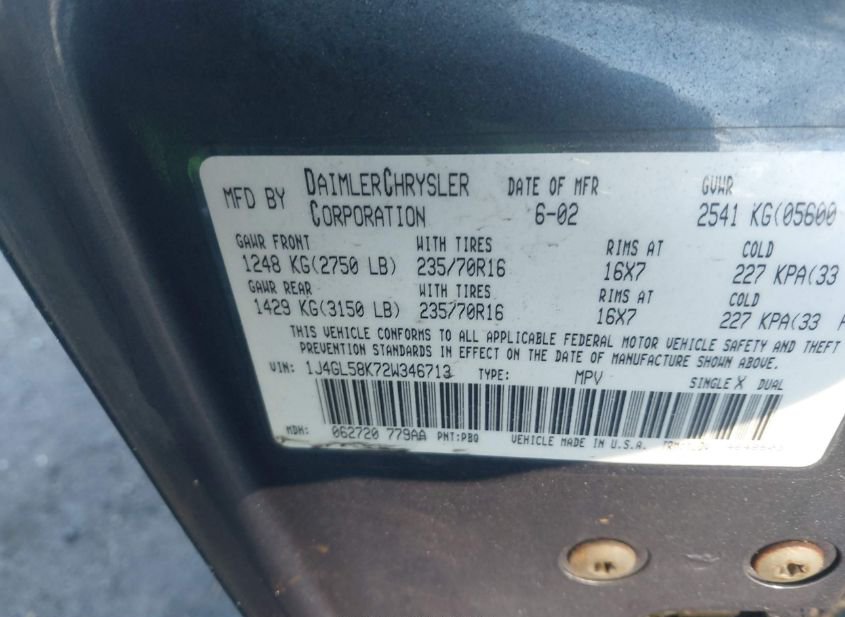 MFD BY DAIMLERCHRYSLER CORPORATION DATE OF MFR 6-02 GVWR 2541 KG(05600
GAWR FRONT WITH TIRES RIMS AT COLD
1248 KG(2750 LB) 235/70R16 16X7 227 KPA(33
GAWR REAR WITH TIRES RIMS AT COLD
1429 KG(3150 LB) 235/70R16 16X7 227 KPA(33
THIS VEHICLE CONFORMS TO ALL APPLICABLE FEDERAL MOTOR VEHICLE SAFETY AND THEFT
PREVENTION STANDARDS IN EFFECT ON THE DATE OF MANUFACTURE SHOWN ABOVE.
VIN: 1J4GL58K72W346713 TYPE: MPV SINGLE X DUAL
MDH: 062720 779AA PNT:PBQ VEHICLE MADE IN U.S.A.